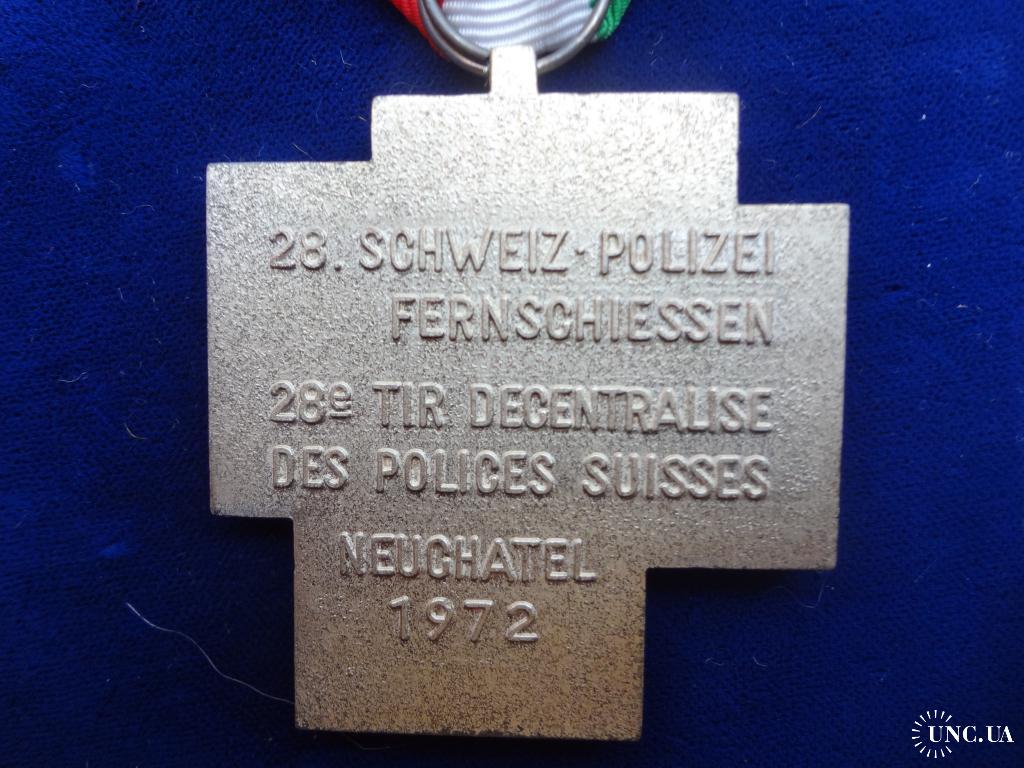 28. SCHWEIZ·POLIZEI
FERNSCHIESSEN
28e TIR DECENTRALISE
DES POLICES SUISSES
NEUCHATEL
1972
UNC.UA